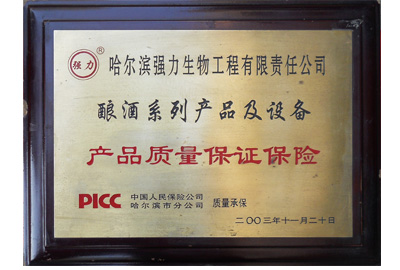 强力 ® 哈尔滨强力生物工程有限责任公司
酿酒系列产品及设备
产品质量保证保险
PICC 中国人民保险公司 质量承保
哈尔滨市分公司
二〇〇三年十一月二十日